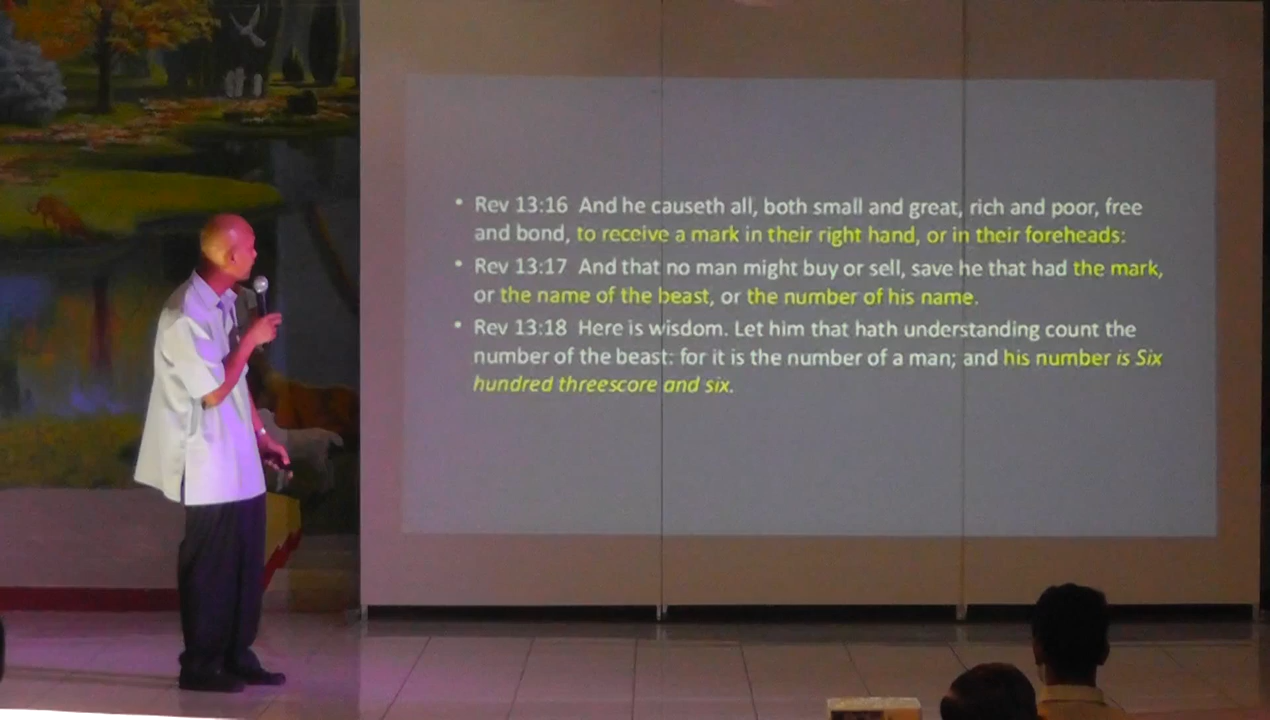 • Rev 13:16 And he causeth all, both small and great, rich and poor, free
and bond, to receive a mark in their right hand, or in their foreheads:
• Rev 13:17 And that no man might buy or sell, save he that had the mark,
or the name of the beast, or the number of his name.
• Rev 13:18 Here is wisdom. Let him that hath understanding count the
number of the beast: for it is the number of a man; and his number is Six
hundred threescore and six.